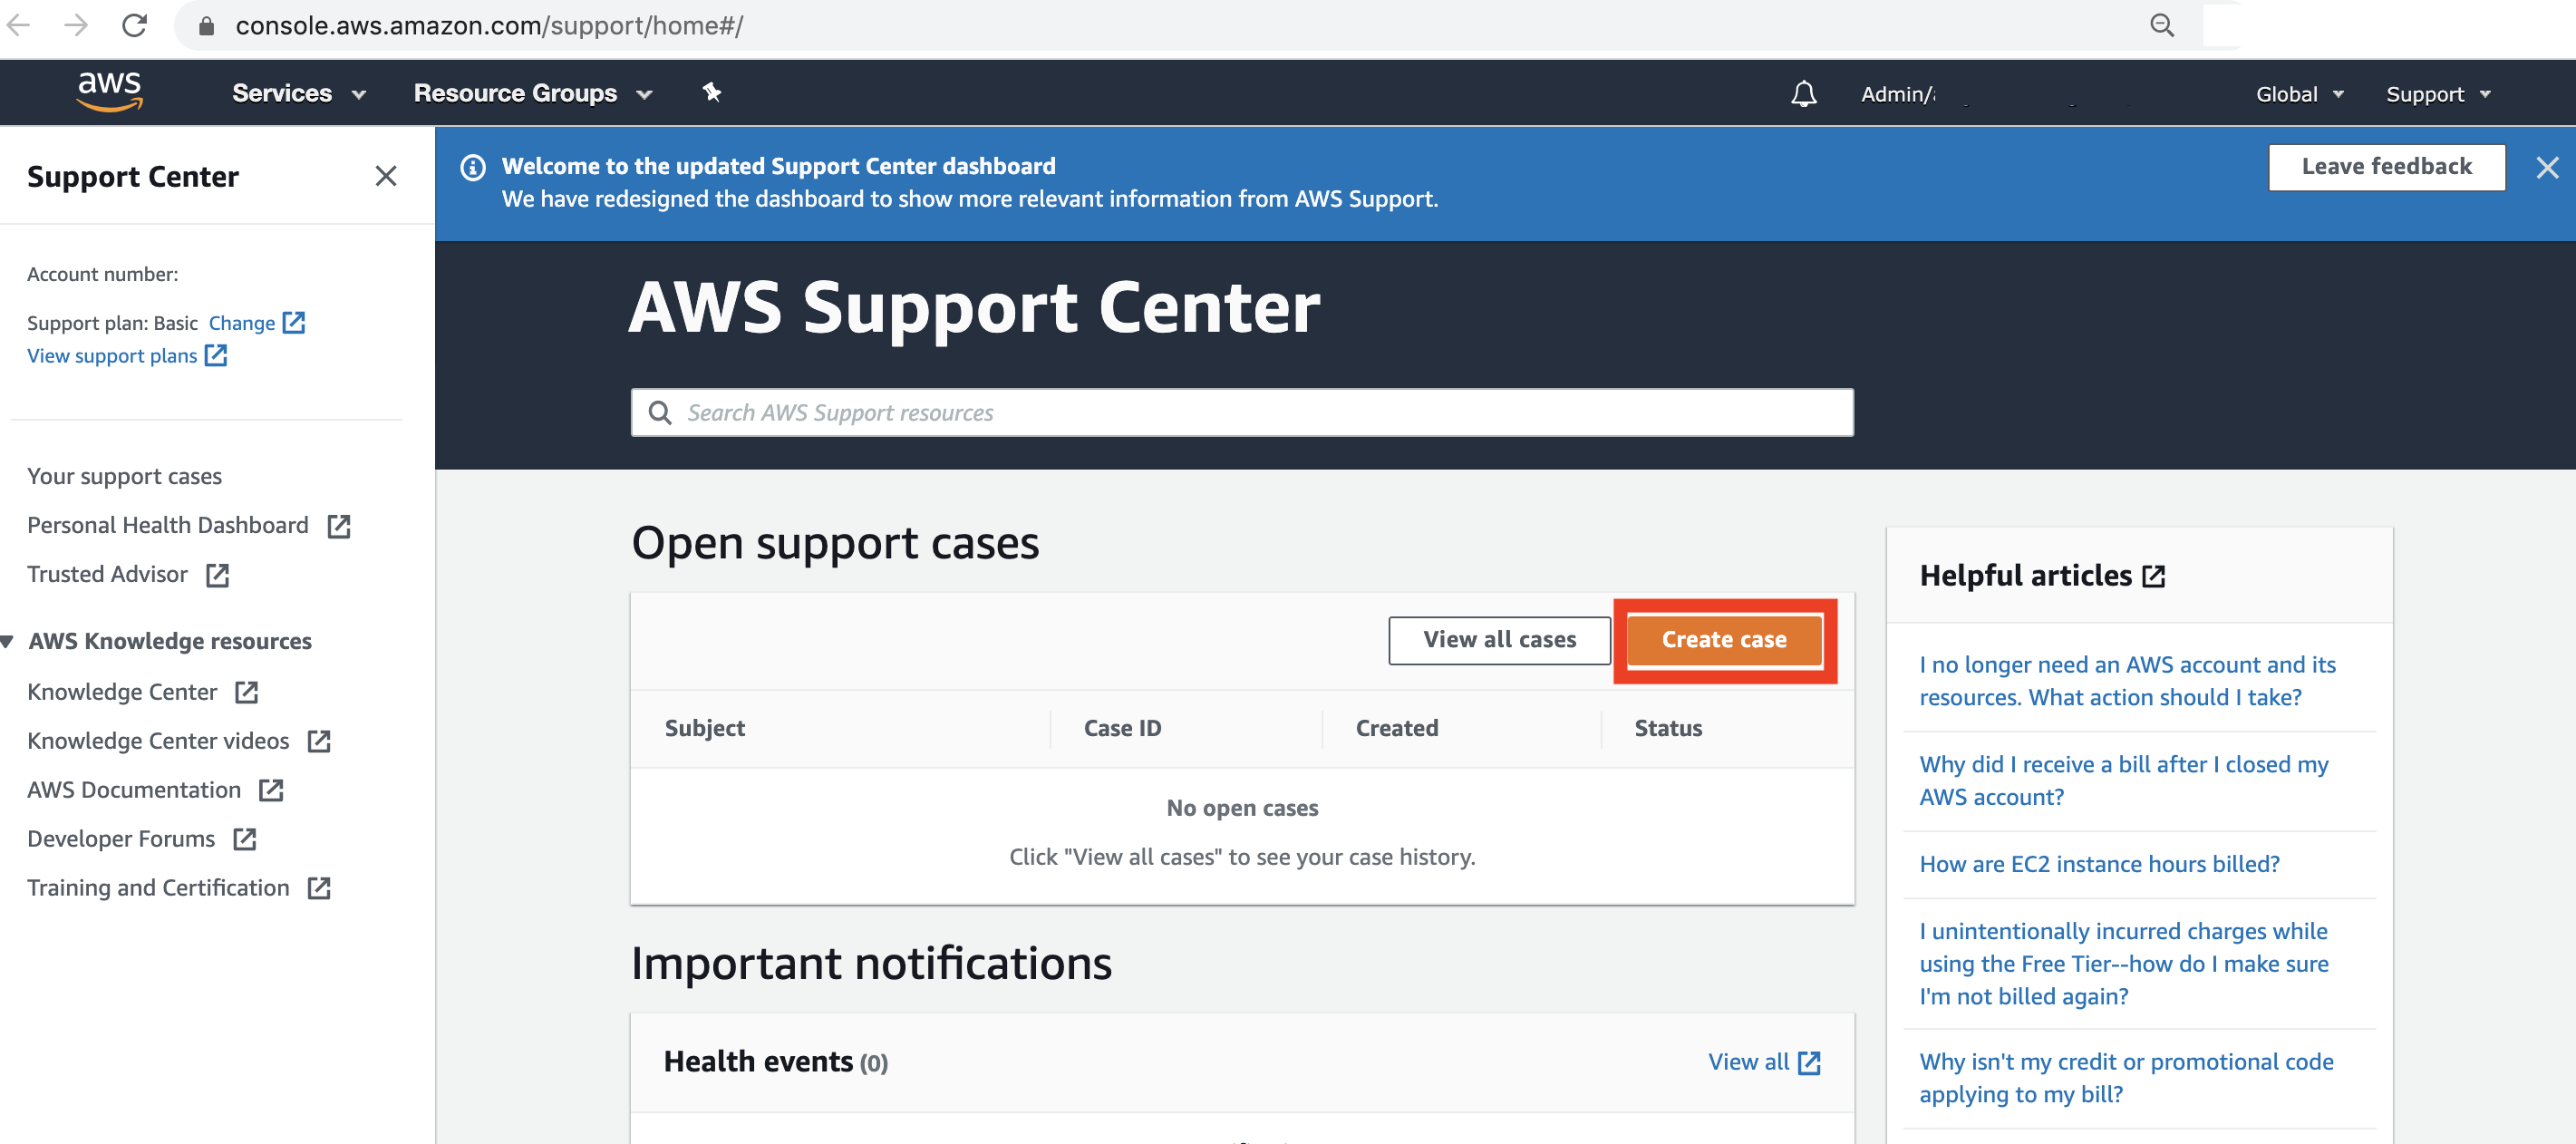 console.aws.amazon.com/support/home#/
aws
Services
Resource Groups
Admin/
Global
Support
Support Center
Account number:
Support plan: Basic Change
View support plans
Your support cases
Personal Health Dashboard
Trusted Advisor
AWS Knowledge resources
Knowledge Center
Knowledge Center videos
AWS Documentation
Developer Forums
Training and Certification
Welcome to the updated Support Center dashboard
We have redesigned the dashboard to show more relevant information from AWS Support.
Leave feedback
AWS Support Center
Search AWS Support resources
Open support cases
View all cases
Create case
Subject
Case ID
Created
Status
No open cases
Click "View all cases" to see your case history.
Important notifications
Health events (0)
View all
Helpful articles
I no longer need an AWS account and its
resources. What action should I take?
Why did I receive a bill after I closed my
AWS account?
How are EC2 instance hours billed?
I unintentionally incurred charges while
using the Free Tier--how do I make sure
I'm not billed again?
Why isn't my credit or promotional code
applying to my bill?